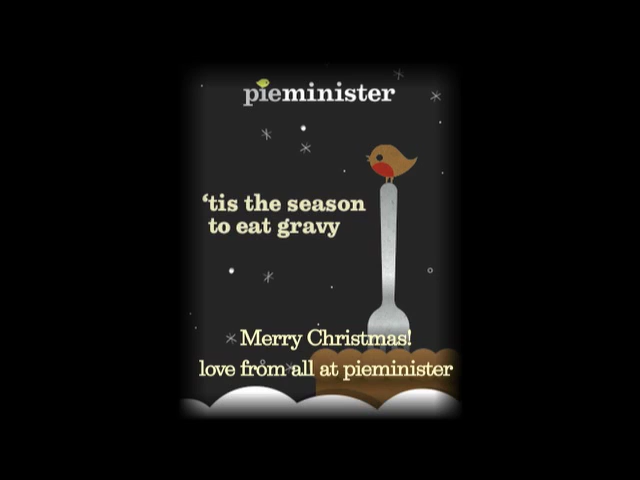 pieminister
‘tis the season
to eat gravy
Merry Christmas!
love from all at pieminister